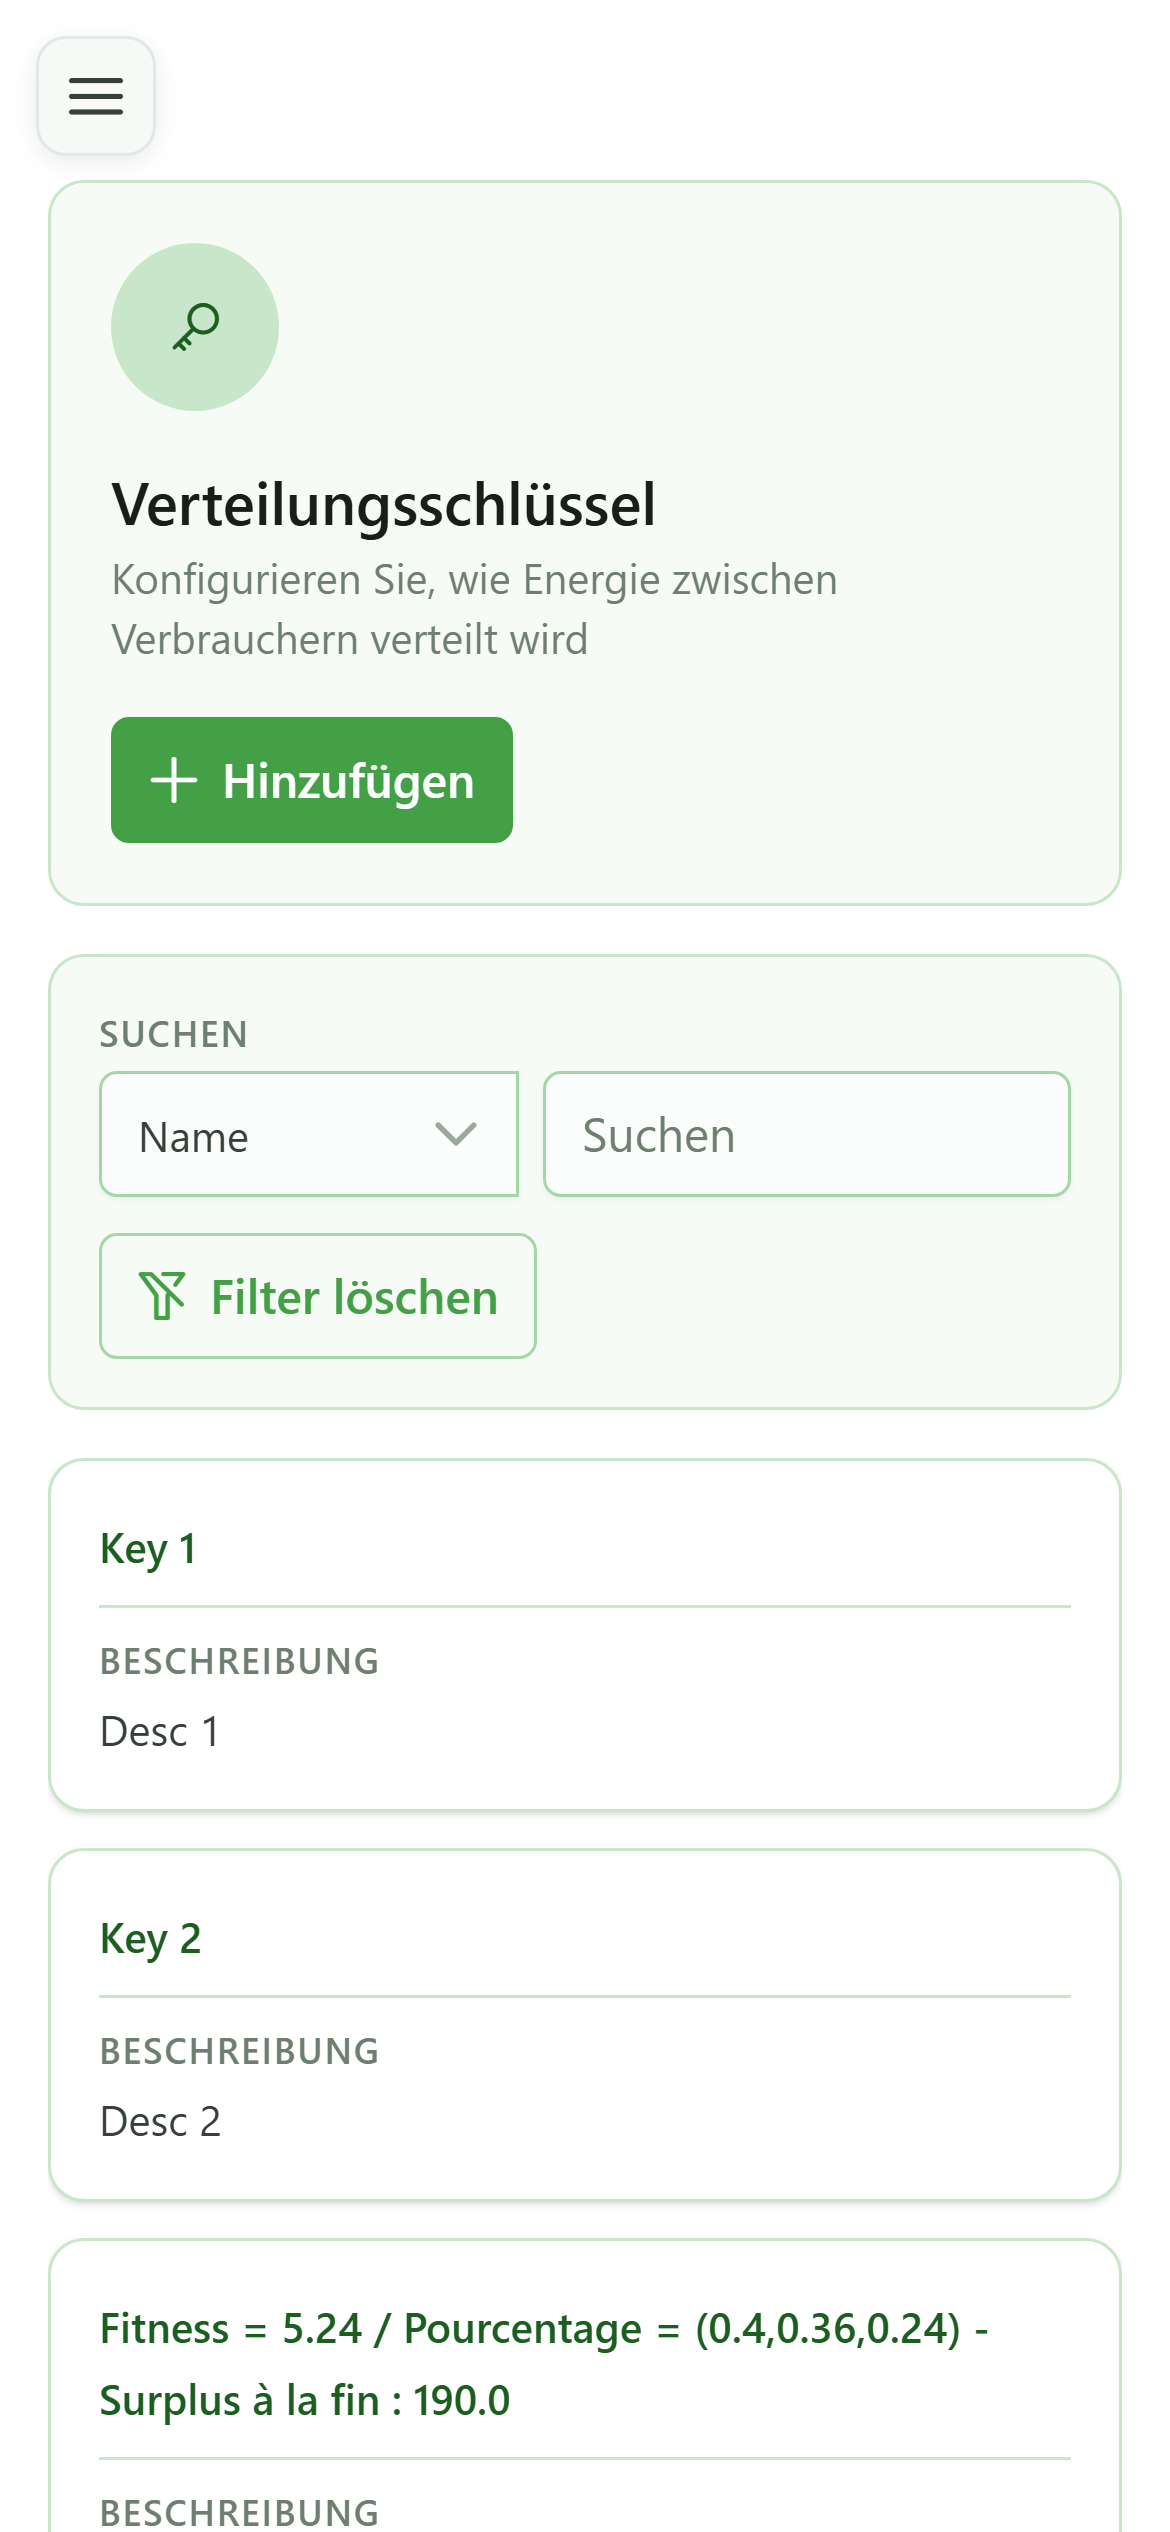 Verteilungsschlüssel
Konfigurieren Sie, wie Energie zwischen
Verbrauchern verteilt wird
Hinzufügen
SUCHEN
Name
Suchen
Filter löschen
Key 1
BESCHREIBUNG
Desc 1
Key 2
BESCHREIBUNG
Desc 2
Fitness = 5.24 / Pourcentage = (0.4,0.36,0.24) -
Surplus à la fin : 190.0
BESCHREIBUNG